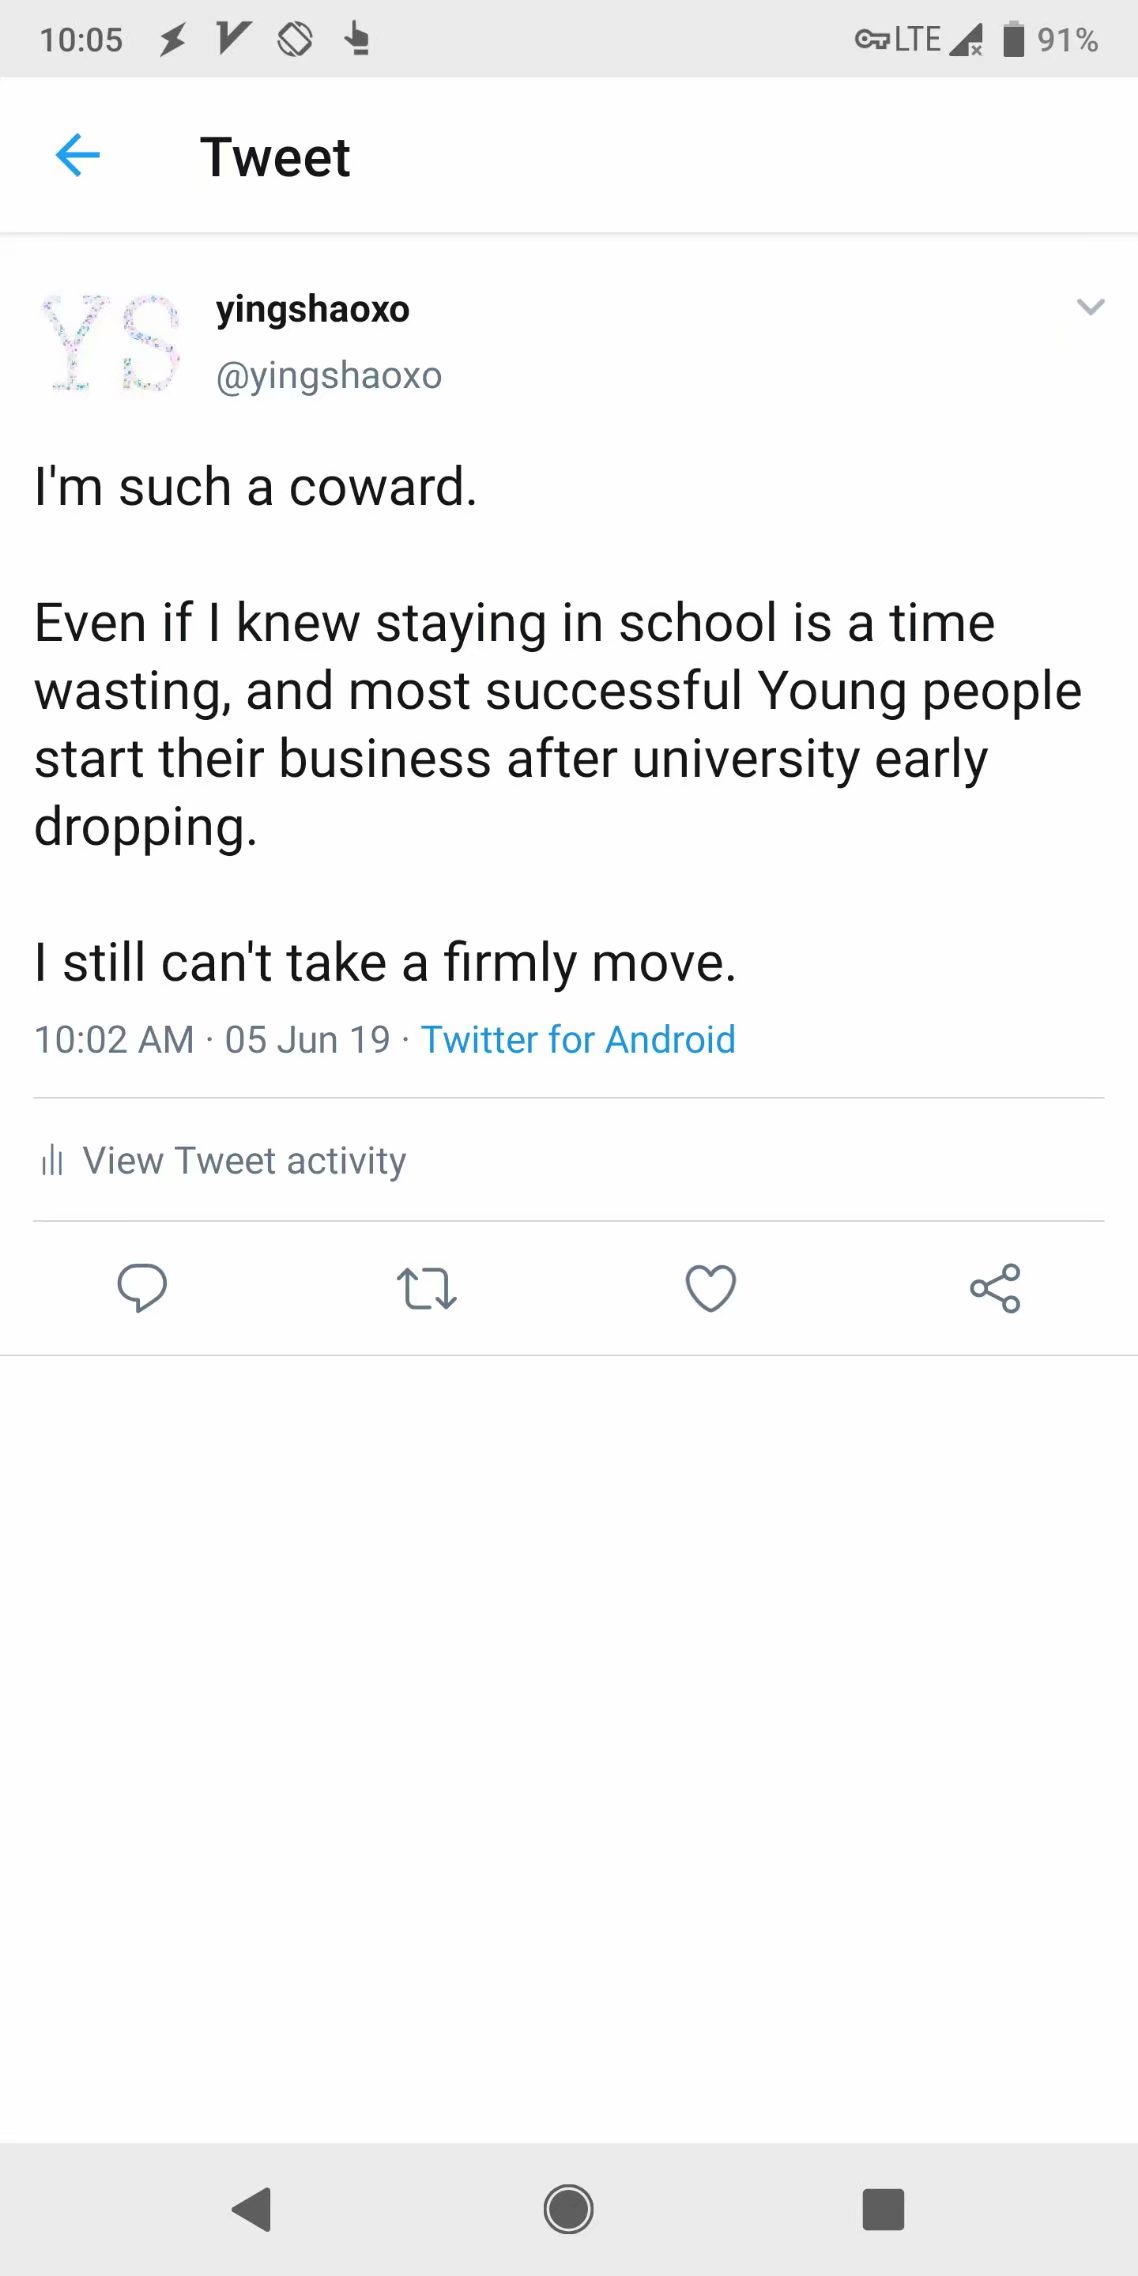 10:05 LTE 91%
Tweet
YS
yingshaoxo
@yingshaoxo
I'm such a coward.
Even if I knew staying in school is a time
wasting, and most successful Young people
start their business after university early
dropping.
I still can't take a firmly move.
10:02 AM · 05 Jun 19 · Twitter for Android
View Tweet activity